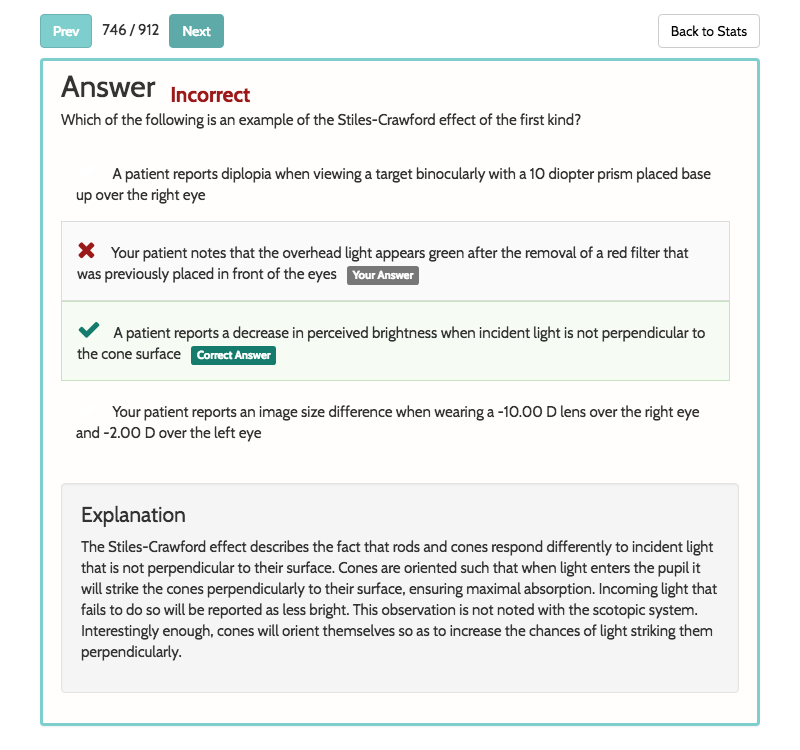 Prev 746 / 912 Next Back to Stats
Answer Incorrect
Which of the following is an example of the Stiles-Crawford effect of the first kind?
A patient reports diplopia when viewing a target binocularly with a 10 diopter prism placed base
up over the right eye
Your patient notes that the overhead light appears green after the removal of a red filter that
was previously placed in front of the eyes Your Answer
A patient reports a decrease in perceived brightness when incident light is not perpendicular to
the cone surface Correct Answer
Your patient reports an image size difference when wearing a -10.00 D lens over the right eye
and -2.00 D over the left eye
Explanation
The Stiles-Crawford effect describes the fact that rods and cones respond differently to incident light
that is not perpendicular to their surface. Cones are oriented such that when light enters the pupil it
will strike the cones perpendicularly to their surface, ensuring maximal absorption. Incoming light that
fails to do so will be reported as less bright. This observation is not noted with the scotopic system.
Interestingly enough, cones will orient themselves so as to increase the chances of light striking them
perpendicularly.